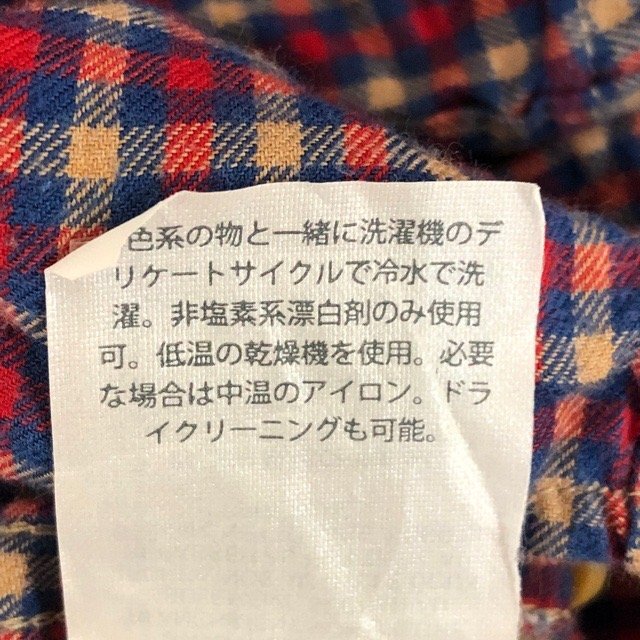 色系の物と一緒に洗濯機のデ
リケートサイクルで冷水で洗
濯。非塩素系漂白剤のみ使用
可。低温の乾燥機を使用。必要
な場合は中温のアイロン。ドラ
イクリーニングも可能。